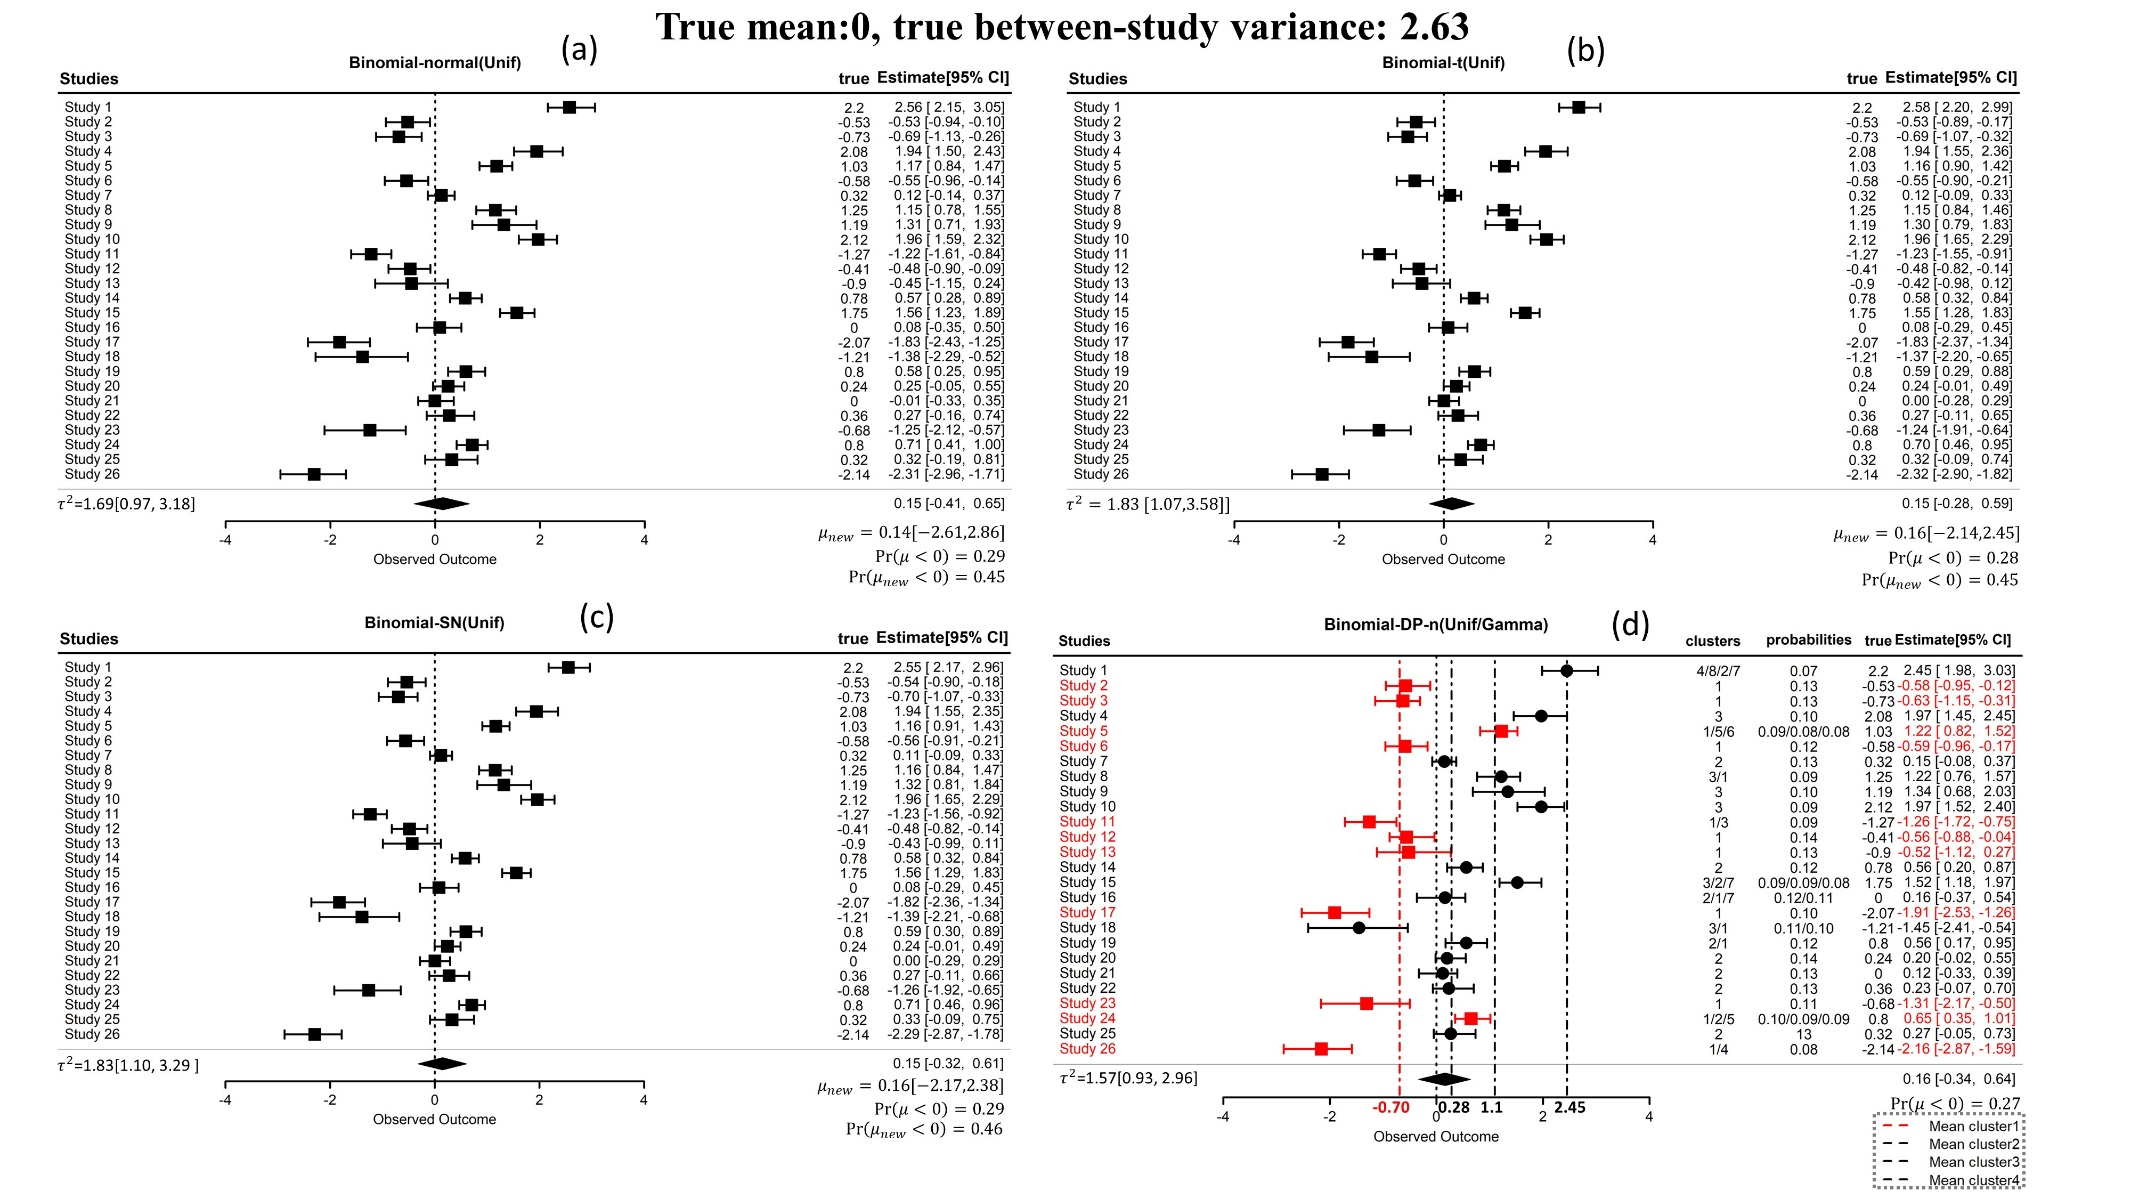 True mean:0, true between-study variance: 2.63
(a)
Binomial-normal(Unif)
Studies true Estimate[95% CI]
Study 1 2.2 2.56 [ 2.15, 3.05]
Study 2 -0.53 -0.53 [-0.94, -0.10]
Study 3 -0.73 -0.69 [-1.13, -0.26]
Study 4 2.08 1.94 [ 1.50, 2.43]
Study 5 1.03 1.17 [ 0.84, 1.47]
Study 6 -0.58 -0.55 [-0.96, -0.14]
Study 7 0.32 0.12 [-0.14, 0.37]
Study 8 1.25 1.15 [ 0.78, 1.55]
Study 9 1.19 1.31 [ 0.71, 1.93]
Study 10 2.12 1.96 [ 1.59, 2.32]
Study 11 -1.27 -1.22 [-1.61, -0.84]
Study 12 -0.41 -0.48 [-0.90, -0.09]
Study 13 -0.9 -0.45 [-1.15, 0.24]
Study 14 0.78 0.57 [ 0.28, 0.89]
Study 15 1.75 1.56 [ 1.23, 1.89]
Study 16 0 0.08 [-0.35, 0.50]
Study 17 -2.07 -1.83 [-2.43, -1.25]
Study 18 -1.21 -1.38 [-2.29, -0.52]
Study 19 0.8 0.58 [ 0.25, 0.95]
Study 20 0.24 0.25 [-0.05, 0.55]
Study 21 0 -0.01 [-0.33, 0.35]
Study 22 0.36 0.27 [-0.16, 0.74]
Study 23 -0.68 -1.25 [-2.12, -0.57]
Study 24 0.8 0.71 [ 0.41, 1.00]
Study 25 0.32 0.32 [-0.19, 0.81]
Study 26 -2.14 -2.31 [-2.96, -1.71]
τ²=1.69[0.97, 3.18] 0.15 [-0.41, 0.65]
-4 -2 0 2 4
Observed Outcome
μnew = 0.14[−2.61,2.86]
Pr(μ < 0) = 0.29
Pr(μnew < 0) = 0.45
(b)
Binomial-t(Unif)
Studies true Estimate[95% CI]
Study 1 2.2 2.58 [ 2.20, 2.99]
Study 2 -0.53 -0.53 [-0.89, -0.17]
Study 3 -0.73 -0.69 [-1.07, -0.32]
Study 4 2.08 1.94 [ 1.55, 2.36]
Study 5 1.03 1.16 [ 0.90, 1.42]
Study 6 -0.58 -0.55 [-0.90, -0.21]
Study 7 0.32 0.12 [-0.09, 0.33]
Study 8 1.25 1.15 [ 0.84, 1.46]
Study 9 1.19 1.30 [ 0.79, 1.83]
Study 10 2.12 1.96 [ 1.65, 2.29]
Study 11 -1.27 -1.23 [-1.55, -0.91]
Study 12 -0.41 -0.48 [-0.82, -0.14]
Study 13 -0.9 -0.42 [-0.98, 0.12]
Study 14 0.78 0.58 [ 0.32, 0.84]
Study 15 1.75 1.55 [ 1.28, 1.83]
Study 16 0 0.08 [-0.29, 0.45]
Study 17 -2.07 -1.83 [-2.37, -1.34]
Study 18 -1.21 -1.37 [-2.20, -0.65]
Study 19 0.8 0.59 [ 0.29, 0.88]
Study 20 0.24 0.24 [-0.01, 0.49]
Study 21 0 0.00 [-0.28, 0.29]
Study 22 0.36 0.27 [-0.11, 0.65]
Study 23 -0.68 -1.24 [-1.91, -0.64]
Study 24 0.8 0.70 [ 0.46, 0.95]
Study 25 0.32 0.32 [-0.09, 0.74]
Study 26 -2.14 -2.32 [-2.90, -1.82]
τ² = 1.83 [1.07,3.58]] 0.15 [-0.28, 0.59]
-4 -2 0 2 4
Observed Outcome
μnew = 0.16[−2.14,2.45]
Pr(μ < 0) = 0.28
Pr(μnew < 0) = 0.45
(c)
Binomial-SN(Unif)
Studies true Estimate[95% CI]
Study 1 2.2 2.55 [ 2.17, 2.96]
Study 2 -0.53 -0.54 [-0.90, -0.18]
Study 3 -0.73 -0.70 [-1.07, -0.33]
Study 4 2.08 1.94 [ 1.55, 2.35]
Study 5 1.03 1.16 [ 0.91, 1.43]
Study 6 -0.58 -0.56 [-0.91, -0.21]
Study 7 0.32 0.11 [-0.09, 0.33]
Study 8 1.25 1.16 [ 0.84, 1.47]
Study 9 1.19 1.32 [ 0.81, 1.84]
Study 10 2.12 1.96 [ 1.65, 2.29]
Study 11 -1.27 -1.23 [-1.56, -0.92]
Study 12 -0.41 -0.48 [-0.82, -0.14]
Study 13 -0.9 -0.43 [-0.99, 0.11]
Study 14 0.78 0.58 [ 0.32, 0.84]
Study 15 1.75 1.56 [ 1.29, 1.83]
Study 16 0 0.08 [-0.29, 0.45]
Study 17 -2.07 -1.82 [-2.36, -1.34]
Study 18 -1.21 -1.39 [-2.21, -0.68]
Study 19 0.8 0.59 [ 0.30, 0.89]
Study 20 0.24 0.24 [-0.01, 0.49]
Study 21 0 0.00 [-0.29, 0.29]
Study 22 0.36 0.27 [-0.11, 0.66]
Study 23 -0.68 -1.26 [-1.92, -0.65]
Study 24 0.8 0.71 [ 0.46, 0.96]
Study 25 0.32 0.33 [-0.09, 0.75]
Study 26 -2.14 -2.29 [-2.87, -1.78]
τ²=1.83[1.10, 3.29 ] 0.15 [-0.32, 0.61]
-4 -2 0 2 4
Observed Outcome
μnew = 0.16[−2.17,2.38]
Pr(μ < 0) = 0.29
Pr(μnew < 0) = 0.46
(d)
Binomial-DP-n(Unif/Gamma)
Studies clusters probabilities true Estimate[95% CI]
Study 1 4/8/2/7 0.07 2.2 2.45 [ 1.98, 3.03]
Study 2 1 0.13 -0.53 -0.58 [-0.95, -0.12]
Study 3 1 0.13 -0.73 -0.63 [-1.15, -0.31]
Study 4 3 0.10 2.08 1.97 [ 1.45, 2.45]
Study 5 1/5/6 0.09/0.08/0.08 1.03 1.22 [ 0.82, 1.52]
Study 6 1 0.12 -0.58 -0.59 [-0.96, -0.17]
Study 7 2 0.13 0.32 0.15 [-0.08, 0.37]
Study 8 3/1 0.09 1.25 1.22 [ 0.76, 1.57]
Study 9 3 0.10 1.19 1.34 [ 0.68, 2.03]
Study 10 3 0.09 2.12 1.97 [ 1.52, 2.40]
Study 11 1/3 0.09 -1.27 -1.26 [-1.72, -0.75]
Study 12 1 0.14 -0.41 -0.56 [-0.88, -0.04]
Study 13 1 0.13 -0.9 -0.52 [-1.12, 0.27]
Study 14 2 0.12 0.78 0.56 [ 0.20, 0.87]
Study 15 3/2/7 0.09/0.09/0.08 1.75 1.52 [ 1.18, 1.97]
Study 16 2/1/7 0.12/0.11 0 0.16 [-0.37, 0.54]
Study 17 1 0.10 -2.07 -1.91 [-2.53, -1.26]
Study 18 3/1 0.11/0.10 -1.21 -1.45 [-2.41, -0.54]
Study 19 2/1 0.12 0.8 0.56 [ 0.17, 0.95]
Study 20 2 0.14 0.24 0.20 [-0.02, 0.55]
Study 21 2 0.13 0 0.12 [-0.33, 0.39]
Study 22 2 0.13 0.36 0.23 [-0.07, 0.70]
Study 23 1 0.11 -0.68 -1.31 [-2.17, -0.50]
Study 24 1/2/5 0.10/0.09/0.09 0.8 0.65 [ 0.35, 1.01]
Study 25 2 13 0.32 0.27 [-0.05, 0.73]
Study 26 1/4 0.08 -2.14 -2.16 [-2.87, -1.59]
τ²=1.57[0.93, 2.96] 0.16 [-0.34, 0.64]
-4 -2 -0.70 0 0.28 1.1 2 2.45 4
Observed Outcome
Pr(μ < 0) = 0.27
Mean cluster1
Mean cluster2
Mean cluster3
Mean cluster4